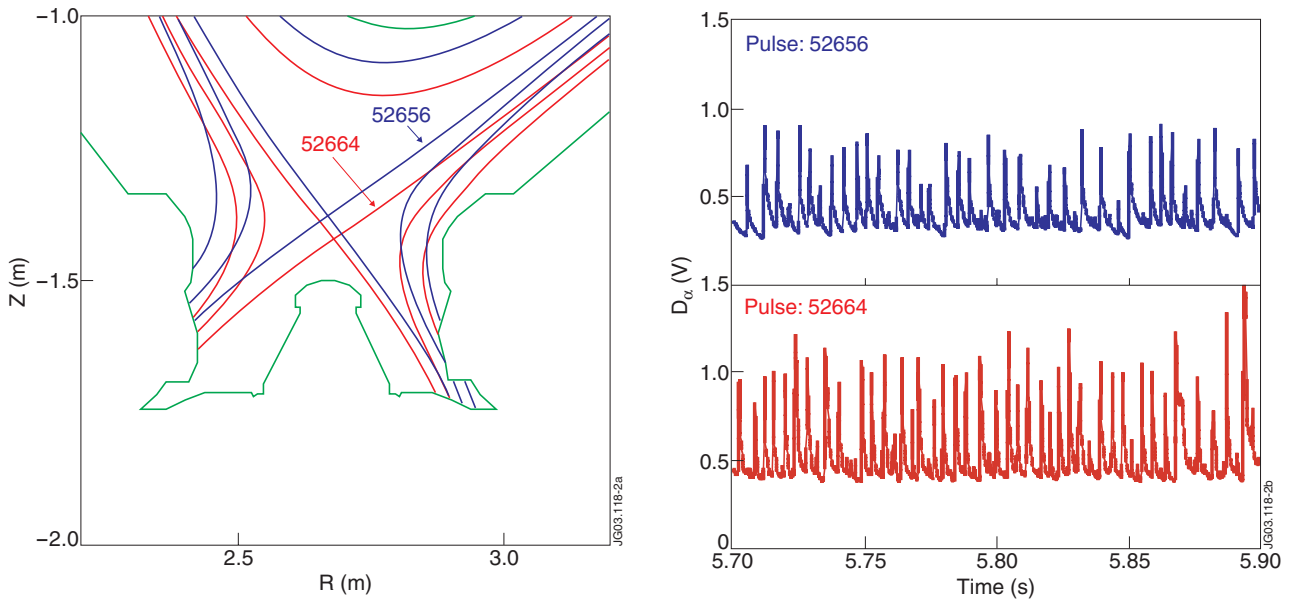 −1.0
−1.5
−2.0
Z (m)
2.5
3.0
R (m)
52656
52664
JG03.118-2a
1.5
1.0
0.5
1.5
1.0
0.5
0
Dα (V)
Pulse: 52656
Pulse: 52664
5.70
5.75
5.80
5.85
5.90
Time (s)
JG03.118-2b